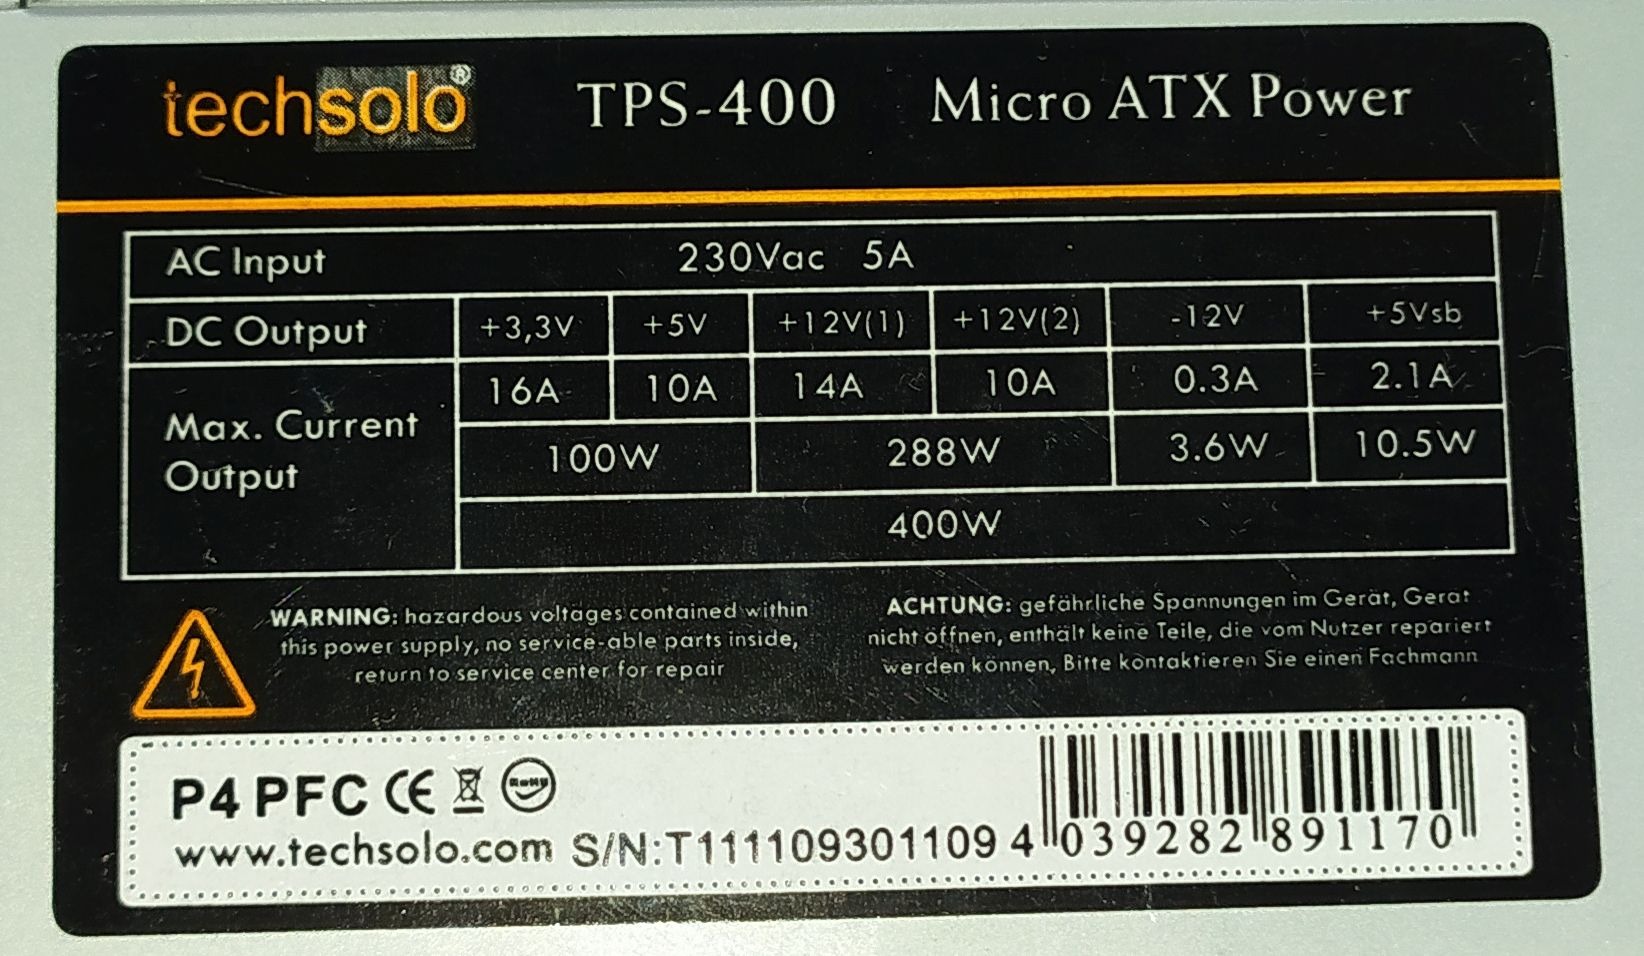 techsolo® TPS-400 Micro ATX Power
AC Input 230Vac 5A
DC Output +3,3V +5V +12V(1) +12V(2) -12V +5Vsb
Max. Current Output 16A 10A 14A 10A 0.3A 2.1A
100W 288W 3.6W 10.5W
400W
WARNING: hazardous voltages contained within
this power supply, no service-able parts inside,
return to service center for repair
ACHTUNG: gefährliche Spannungen im Gerät, Gerät
nicht öffnen, enthält keine Teile, die vom Nutzer repariert
werden können, Bitte kontaktieren Sie einen Fachmann
P4 PFC CE RoHS
www.techsolo.com S/N:T111109301109 4 039282 891170